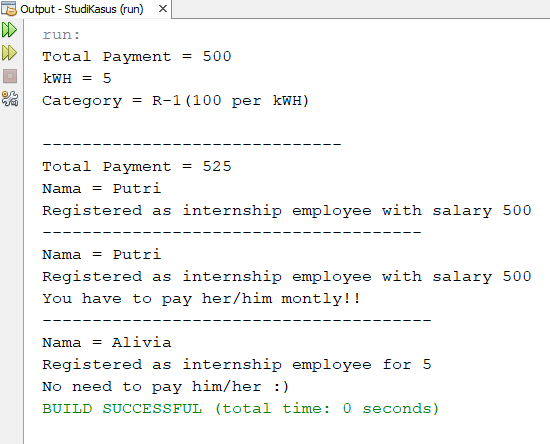 Output - StudiKasus (run) ×
run:
Total Payment = 500
kWH = 5
Category = R-1(100 per kWH)
------------------------------
Total Payment = 525
Nama = Putri
Registered as internship employee with salary 500
--------------------------------------
Nama = Putri
Registered as internship employee with salary 500
You have to pay her/him montly!!
---------------------------------------
Nama = Alivia
Registered as internship employee for 5
No need to pay him/her :)
BUILD SUCCESSFUL (total time: 0 seconds)